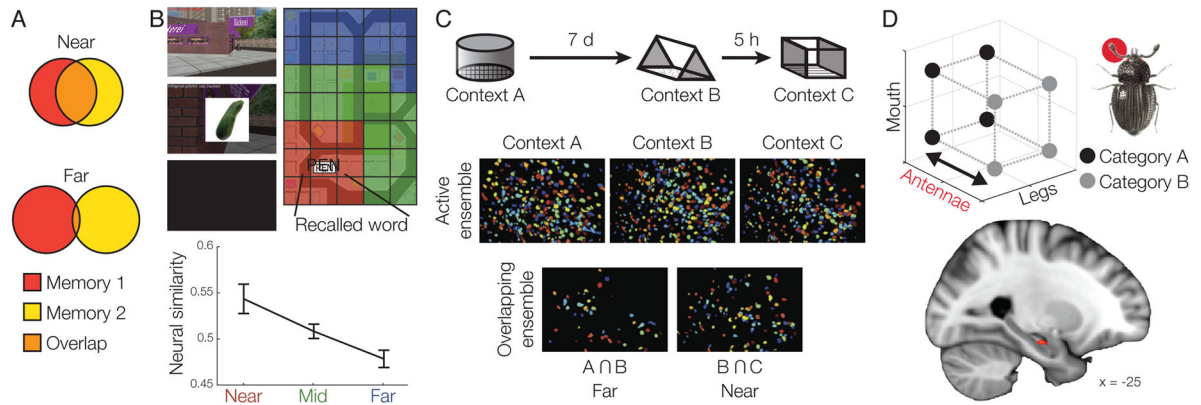 A
Near
Far
Memory 1
Memory 2
Overlap
B
Bäckerei
PEN
Recalled word
Neural similarity
0.6
0.55
0.5
0.45
Near
Mid
Far
C
7 d
5 h
Context A
Context B
Context C
Context A
Context B
Context C
Active
ensemble
Overlapping
ensemble
A ∩ B
B ∩ C
Far
Near
D
Mouth
Antennae
Legs
Category A
Category B
x = -25